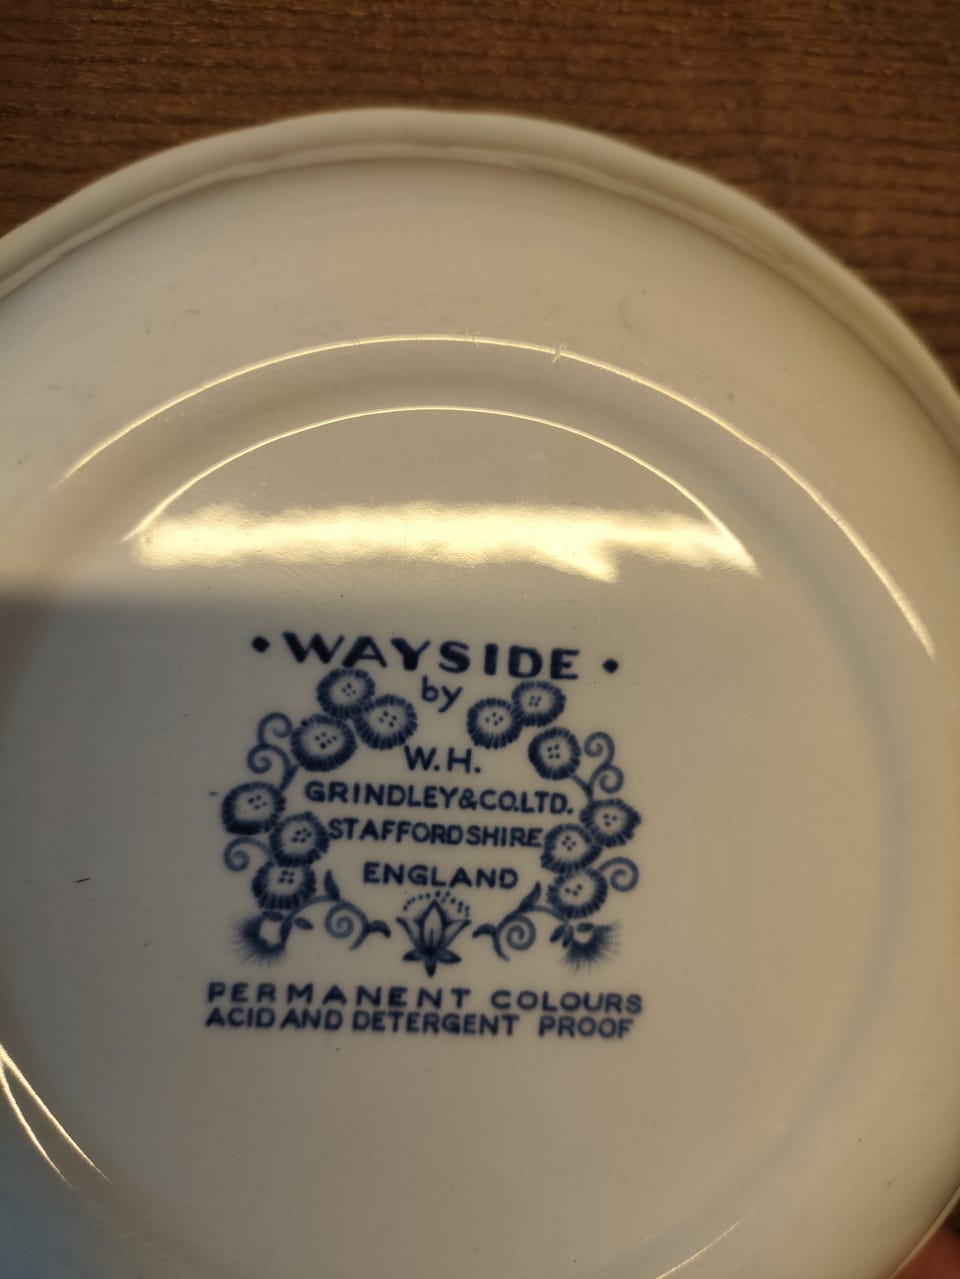 • WAYSIDE •
by
W.H.
GRINDLEY&CO.LTD.
STAFFORDSHIRE
ENGLAND
PERMANENT COLOURS
ACID AND DETERGENT PROOF